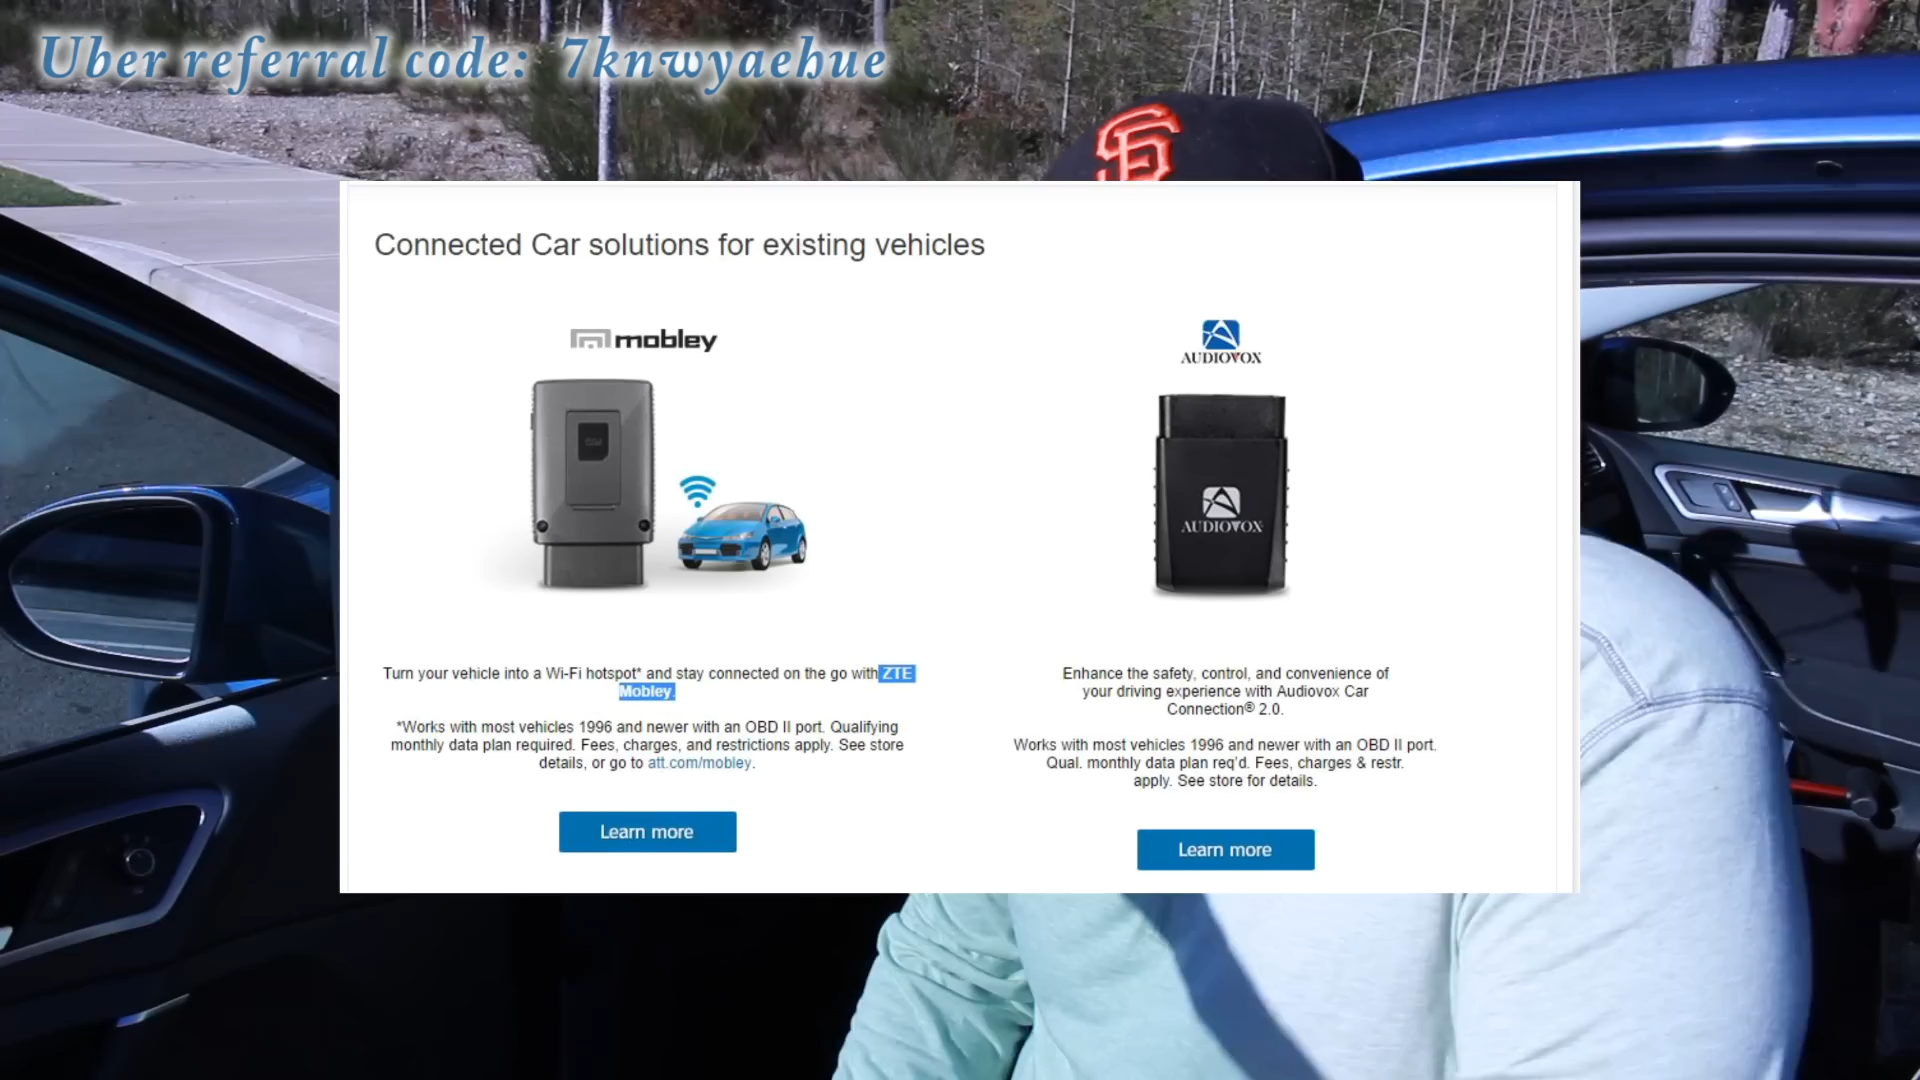 Uber referral code: 7knwyaehue
SF
Connected Car solutions for existing vehicles
mobley
AUDIOVOX
AUDIOVOX
Turn your vehicle into a Wi-Fi hotspot* and stay connected on the go with ZTE
Mobley.
*Works with most vehicles 1996 and newer with an OBD II port. Qualifying
monthly data plan required. Fees, charges, and restrictions apply. See store
details, or go to att.com/mobley.
Learn more
Enhance the safety, control, and convenience of
your driving experience with Audiovox Car
Connection® 2.0.
Works with most vehicles 1996 and newer with an OBD II port.
Qual. monthly data plan req'd. Fees, charges & restr.
apply. See store for details.
Learn more